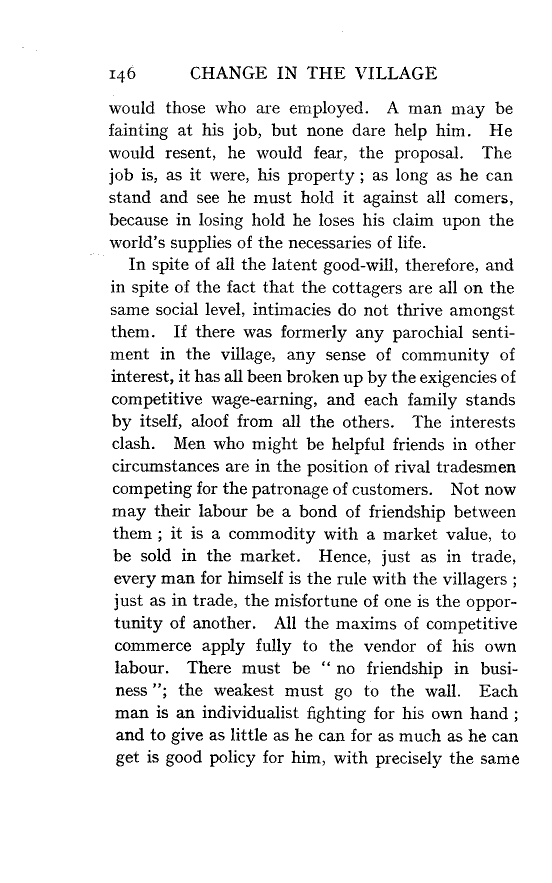 146 CHANGE IN THE VILLAGE
would those who are employed. A man may be
fainting at his job, but none dare help him. He
would resent, he would fear, the proposal. The
job is, as it were, his property ; as long as he can
stand and see he must hold it against all comers,
because in losing hold he loses his claim upon the
world's supplies of the necessaries of life.
In spite of all the latent good-will, therefore, and
in spite of the fact that the cottagers are all on the
same social level, intimacies do not thrive amongst
them. If there was formerly any parochial senti-
ment in the village, any sense of community of
interest, it has all been broken up by the exigencies of
competitive wage-earning, and each family stands
by itself, aloof from all the others. The interests
clash. Men who might be helpful friends in other
circumstances are in the position of rival tradesmen
competing for the patronage of customers. Not now
may their labour be a bond of friendship between
them ; it is a commodity with a market value, to
be sold in the market. Hence, just as in trade,
every man for himself is the rule with the villagers ;
just as in trade, the misfortune of one is the oppor-
tunity of another. All the maxims of competitive
commerce apply fully to the vendor of his own
labour. There must be " no friendship in busi-
ness "; the weakest must go to the wall. Each
man is an individualist fighting for his own hand ;
and to give as little as he can for as much as he can
get is good policy for him, with precisely the same